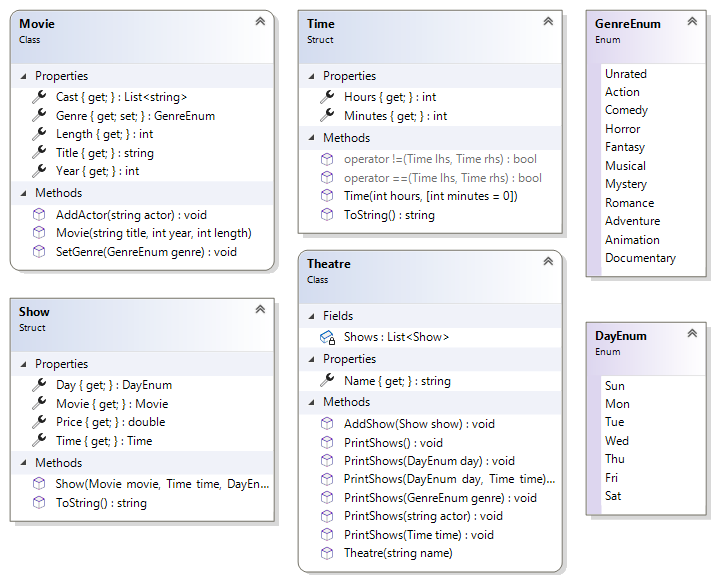 Movie
Class
Properties
Cast { get; } : List<string>
Genre { get; set; } : GenreEnum
Length { get; } : int
Title { get; } : string
Year { get; } : int
Methods
AddActor(string actor) : void
Movie(string title, int year, int length)
SetGenre(GenreEnum genre) : void
Show
Struct
Properties
Day { get; } : DayEnum
Movie { get; } : Movie
Price { get; } : double
Time { get; } : Time
Methods
Show(Movie movie, Time time, DayEn...
ToString() : string
Time
Struct
Properties
Hours { get; } : int
Minutes { get; } : int
Methods
operator !=(Time lhs, Time rhs) : bool
operator ==(Time lhs, Time rhs) : bool
Time(int hours, [int minutes = 0])
ToString() : string
Theatre
Class
Fields
Shows : List<Show>
Properties
Name { get; } : string
Methods
AddShow(Show show) : void
PrintShows() : void
PrintShows(DayEnum day) : void
PrintShows(DayEnum day, Time time)...
PrintShows(GenreEnum genre) : void
PrintShows(string actor) : void
PrintShows(Time time) : void
Theatre(string name)
GenreEnum
Enum
Unrated
Action
Comedy
Horror
Fantasy
Musical
Mystery
Romance
Adventure
Animation
Documentary
DayEnum
Enum
Sun
Mon
Tue
Wed
Thu
Fri
Sat